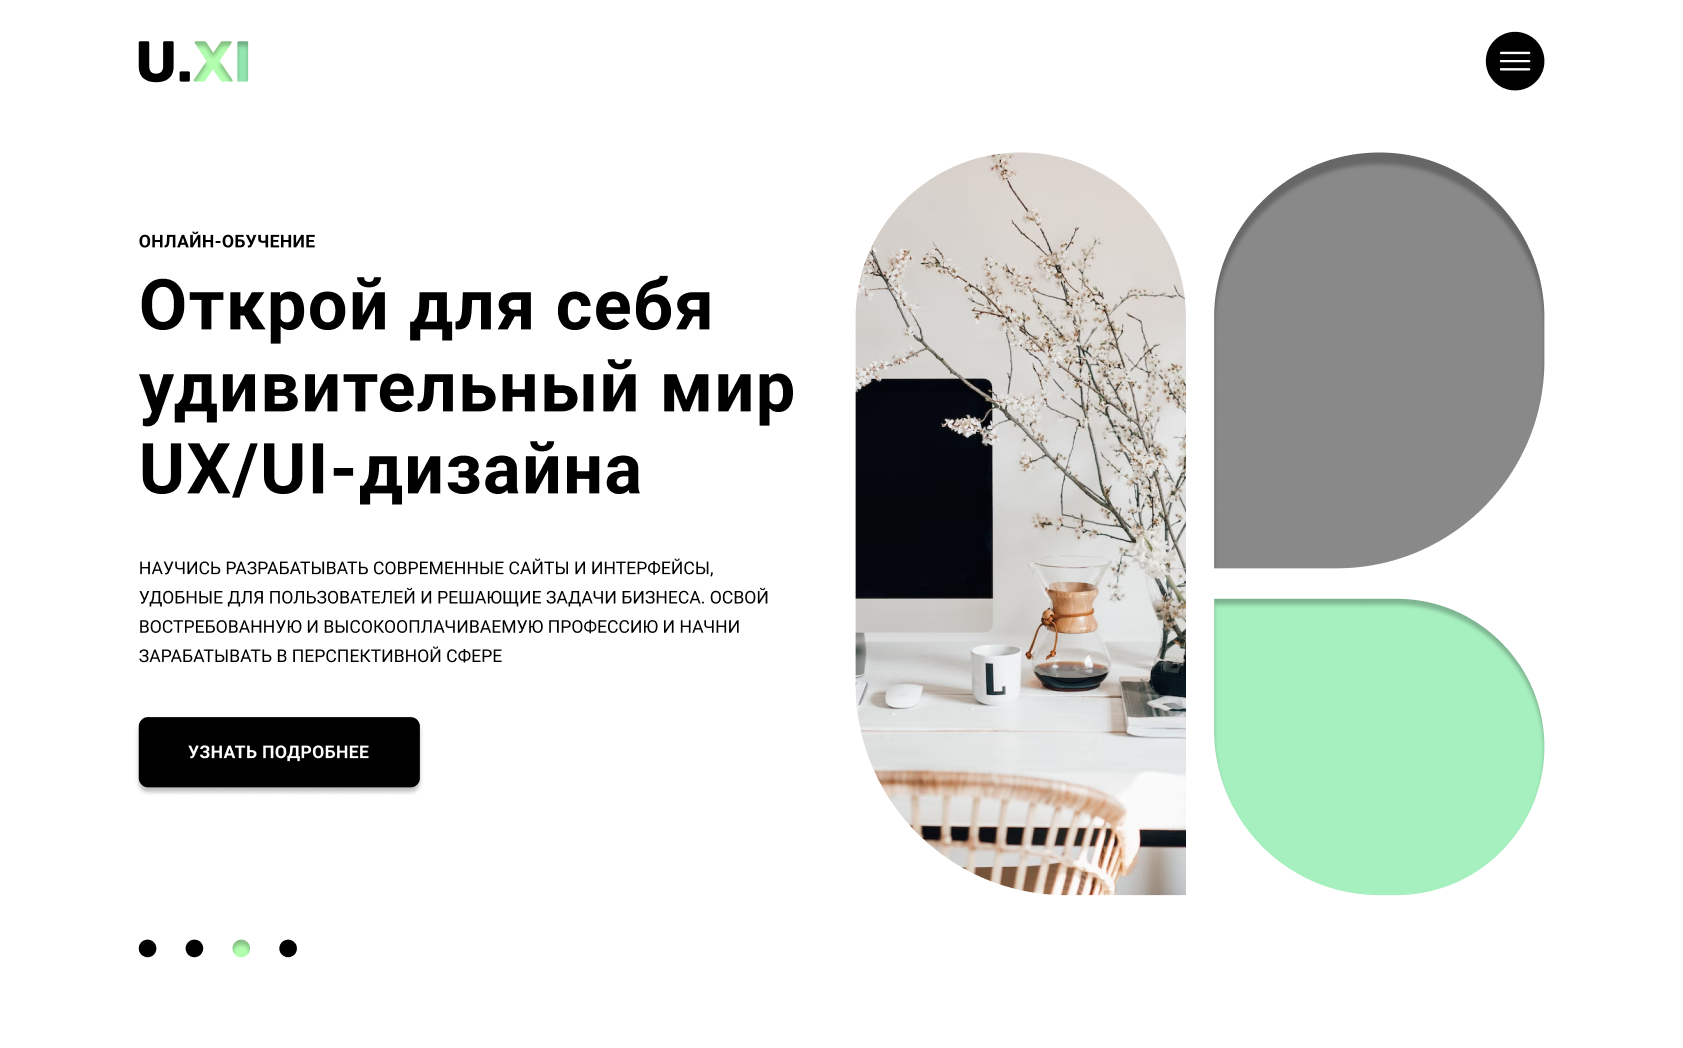 U.XI
ОНЛАЙН-ОБУЧЕНИЕ
Открой для себя
удивительный мир
UX/UI-дизайна
НАУЧИСЬ РАЗРАБАТЫВАТЬ СОВРЕМЕННЫЕ САЙТЫ И ИНТЕРФЕЙСЫ,
УДОБНЫЕ ДЛЯ ПОЛЬЗОВАТЕЛЕЙ И РЕШАЮЩИЕ ЗАДАЧИ БИЗНЕСА. ОСВОЙ
ВОСТРЕБОВАННУЮ И ВЫСОКООПЛАЧИВАЕМУЮ ПРОФЕССИЮ И НАЧНИ
ЗАРАБАТЫВАТЬ В ПЕРСПЕКТИВНОЙ СФЕРЕ
L
УЗНАТЬ ПОДРОБНЕЕ